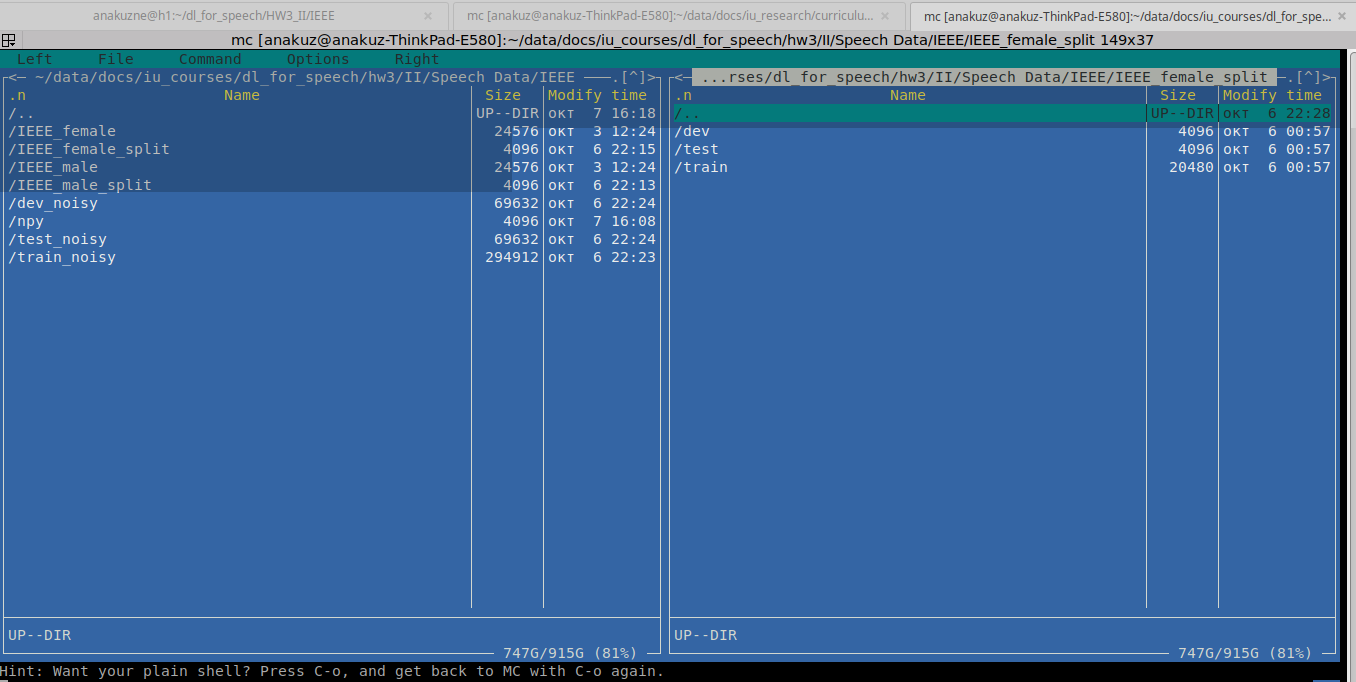 anakuzne@h1:~/dl_for_speech/HW3_II/IEEE × mc [anakuz@anakuz-ThinkPad-E580]:~/data/docs/iu_research/curriculu... × mc [anakuz@anakuz-ThinkPad-E580]:~/data/docs/iu_courses/dl_for_spe... ×
mc [anakuz@anakuz-ThinkPad-E580]:~/data/docs/iu_courses/dl_for_speech/hw3/II/Speech Data/IEEE/IEEE_female_split 149x37
Left File Command Options Right
<─ ~/data/docs/iu_courses/dl_for_speech/hw3/II/Speech Data/IEEE ───.[^]>
.n Name Size Modify time
/.. UP--DIR окт 7 16:18
/IEEE_female 24576 окт 3 12:24
/IEEE_female_split 4096 окт 6 22:15
/IEEE_male 24576 окт 3 12:24
/IEEE_male_split 4096 окт 6 22:13
/dev_noisy 69632 окт 6 22:24
/npy 4096 окт 7 16:08
/test_noisy 69632 окт 6 22:24
/train_noisy 294912 окт 6 22:23
UP--DIR
747G/915G (81%)
<─ ...rses/dl_for_speech/hw3/II/Speech Data/IEEE/IEEE_female_split ─.[^]>
.n Name Size Modify time
/.. UP--DIR окт 6 22:28
/dev 4096 окт 6 00:57
/test 4096 окт 6 00:57
/train 20480 окт 6 00:57
UP--DIR
747G/915G (81%)
Hint: Want your plain shell? Press C-o, and get back to MC with C-o again.